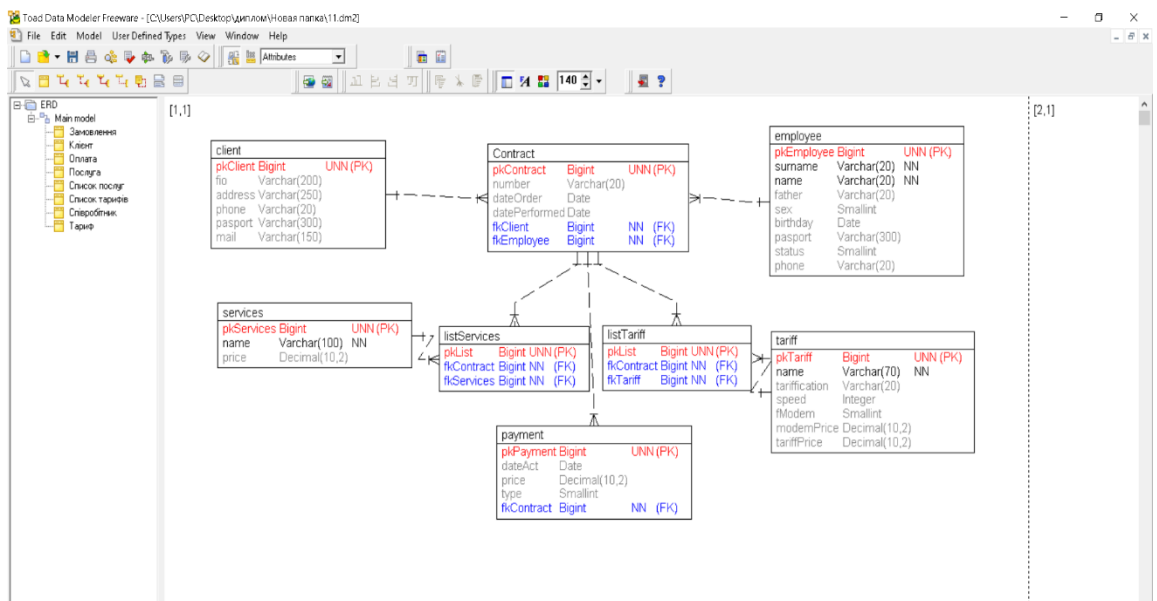 Toad Data Modeler Freeware - [C:\Users\PC\Desktop\диплом\Новая папка\11.dm2]
File Edit Model User Defined Types View Window Help
Attributes
140
ERD
Main model
Замовлення
Клієнт
Оплата
Послуга
Список послуг
Список тарифів
Співробітник
Тариф
[1,1]
[2,1]
client
pkClient Bigint UNN (PK)
fio Varchar(200)
address Varchar(250)
phone Varchar(20)
pasport Varchar(300)
mail Varchar(150)
Contract
pkContract Bigint UNN (PK)
number Varchar(20)
dateOrder Date
datePerformed Date
fkClient Bigint NN (FK)
fkEmployee Bigint NN (FK)
employee
pkEmployee Bigint UNN (PK)
surname Varchar(20) NN
name Varchar(20) NN
father Varchar(20)
sex Smallint
birthday Date
pasport Varchar(300)
status Smallint
phone Varchar(20)
services
pkServices Bigint UNN (PK)
name Varchar(100) NN
price Decimal(10,2)
listServices
pkList Bigint UNN (PK)
fkContract Bigint NN (FK)
fkServices Bigint NN (FK)
listTariff
pkList Bigint UNN (PK)
fkContract Bigint NN (FK)
fkTariff Bigint NN (FK)
tariff
pkTariff Bigint UNN (PK)
name Varchar(70) NN
tariffication Varchar(20)
speed Integer
fModem Smallint
modemPrice Decimal(10,2)
tariffPrice Decimal(10,2)
payment
pkPayment Bigint UNN (PK)
dateAct Date
price Decimal(10,2)
type Smallint
fkContract Bigint NN (FK)